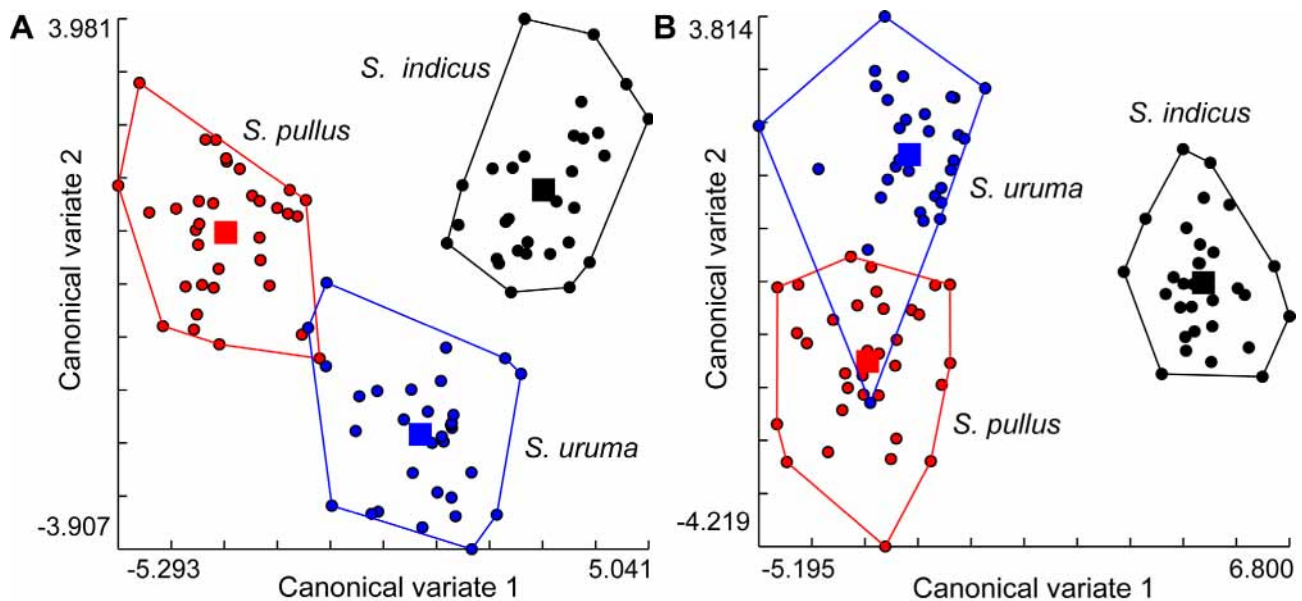 A
3.981
S. indicus
S. pullus
Canonical variate 2
S. uruma
-3.907
-5.293
Canonical variate 1
5.041
B
3.814
S. indicus
Canonical variate 2
S. uruma
S. pullus
-4.219
-5.195
Canonical variate 1
6.800